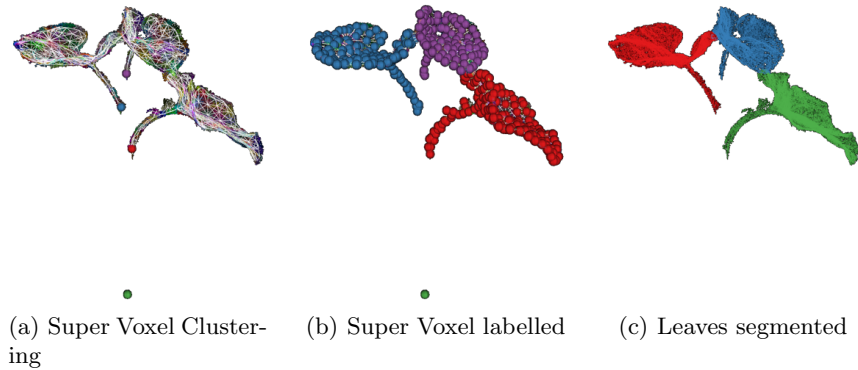 (a) Super Voxel Cluster-
ing
(b) Super Voxel labelled
(c) Leaves segmented